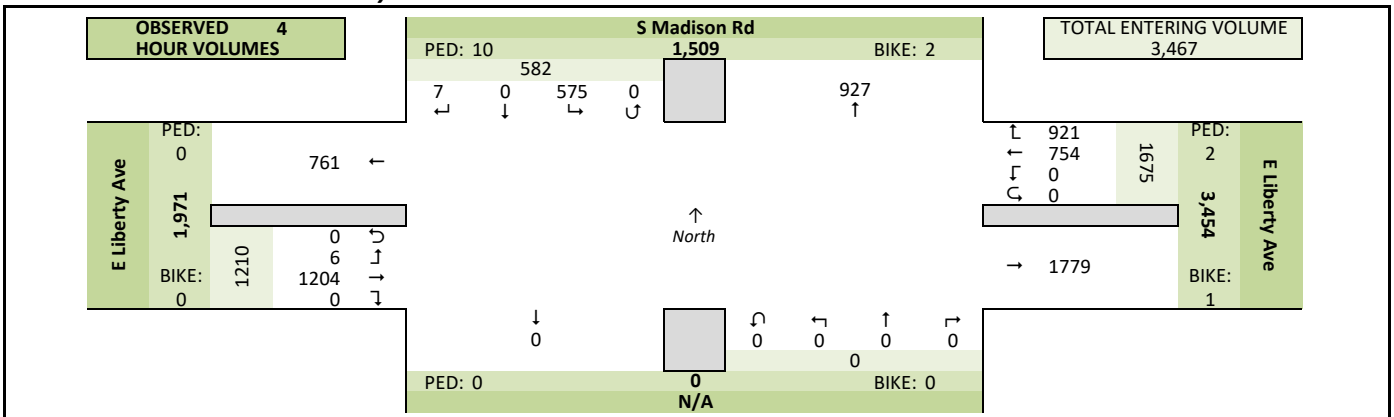 OBSERVED 4
HOUR VOLUMES
S Madison Rd
PED: 10 1,509 BIKE: 2
TOTAL ENTERING VOLUME
3,467
582
7 0 575 0
↵ ↓ ↳ ↺
927
↑
E Liberty Ave
PED:
0
1,971
BIKE:
0
761 ←
1210
0 ⮌
6 ↰
1204 →
0 ↴
↑
North
↱ 921
← 754
↲ 0
⮎ 0
1675
→ 1779
PED:
2
3,454
BIKE:
1
E Liberty Ave
↓
0
↶ ↰ ↑ ↱
0 0 0 0
0
PED: 0 0 BIKE: 0
N/A